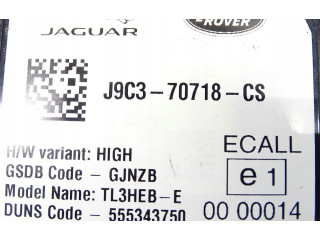 JAGUAR ROVER
J9C3-70718-CS
H/W variant: HIGH
ECALL
GSDB Code - GJNZB
e1
Model Name: TL3HEB-E
DUNS Code - 555343750
00 00014